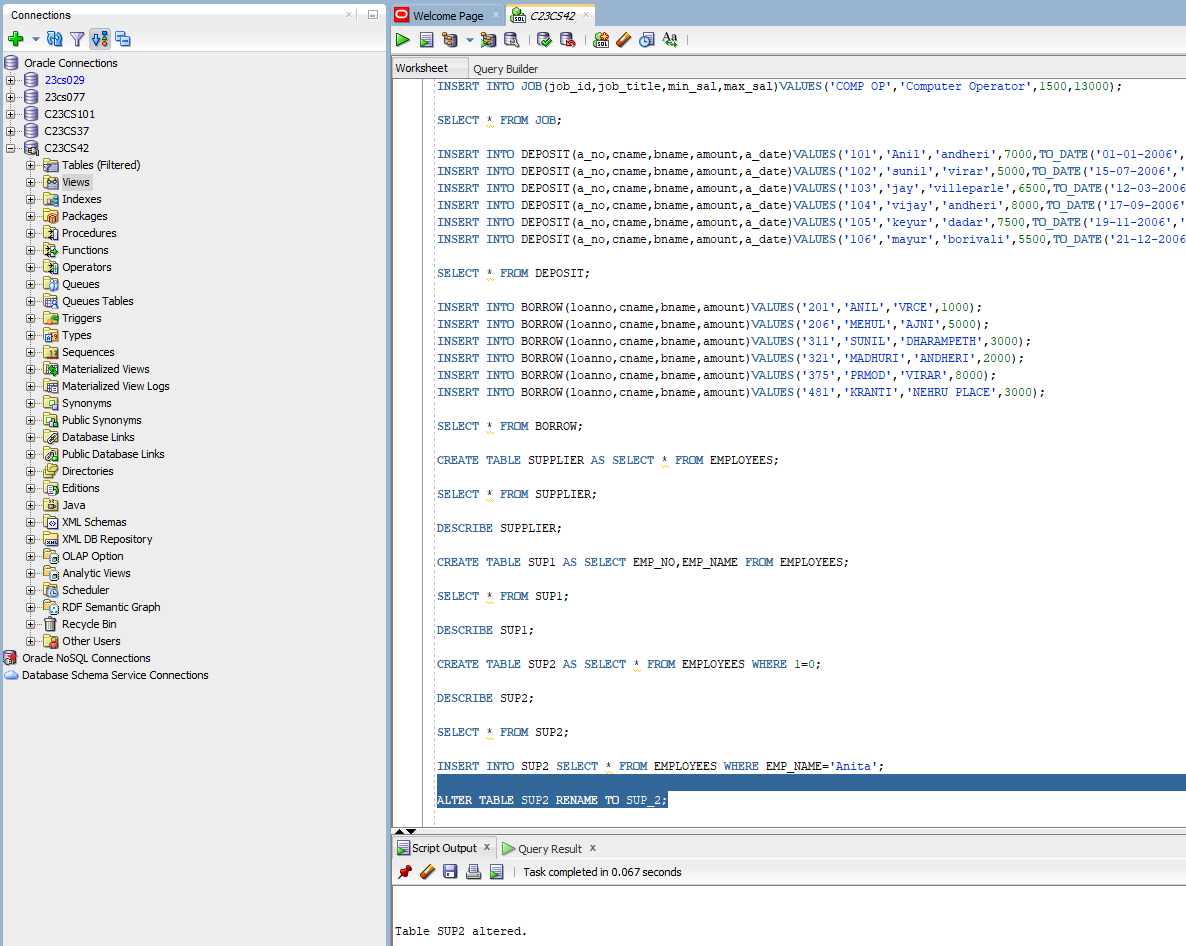 Connections
Oracle Connections
23cs029
23cs077
C23CS101
C23CS37
C23CS42
Tables (Filtered)
Views
Indexes
Packages
Procedures
Functions
Operators
Queues
Queues Tables
Triggers
Types
Sequences
Materialized Views
Materialized View Logs
Synonyms
Public Synonyms
Database Links
Public Database Links
Directories
Editions
Java
XML Schemas
XML DB Repository
OLAP Option
Analytic Views
Scheduler
RDF Semantic Graph
Recycle Bin
Other Users
Oracle NoSQL Connections
Database Schema Service Connections
Welcome Page
C23CS42
Worksheet Query Builder
INSERT INTO JOB(job_id,job_title,min_sal,max_sal)VALUES('COMP OP','Computer Operator',1500,13000);
SELECT * FROM JOB;
INSERT INTO DEPOSIT(a_no,cname,bname,amount,a_date)VALUES('101','Anil','andheri',7000,TO_DATE('01-01-2006',
INSERT INTO DEPOSIT(a_no,cname,bname,amount,a_date)VALUES('102','sunil','virar',5000,TO_DATE('15-07-2006','
INSERT INTO DEPOSIT(a_no,cname,bname,amount,a_date)VALUES('103','jay','villeparle',6500,TO_DATE('12-03-2006
INSERT INTO DEPOSIT(a_no,cname,bname,amount,a_date)VALUES('104','vijay','andheri',8000,TO_DATE('17-09-2006'
INSERT INTO DEPOSIT(a_no,cname,bname,amount,a_date)VALUES('105','keyur','dadar',7500,TO_DATE('19-11-2006','
INSERT INTO DEPOSIT(a_no,cname,bname,amount,a_date)VALUES('106','mayur','borivali',5500,TO_DATE('21-12-2006
SELECT * FROM DEPOSIT;
INSERT INTO BORROW(loanno,cname,bname,amount)VALUES('201','ANIL','VRCE',1000);
INSERT INTO BORROW(loanno,cname,bname,amount)VALUES('206','MEHUL','AJNI',5000);
INSERT INTO BORROW(loanno,cname,bname,amount)VALUES('311','SUNIL','DHARAMPETH',3000);
INSERT INTO BORROW(loanno,cname,bname,amount)VALUES('321','MADHURI','ANDHERI',2000);
INSERT INTO BORROW(loanno,cname,bname,amount)VALUES('375','PRMOD','VIRAR',8000);
INSERT INTO BORROW(loanno,cname,bname,amount)VALUES('481','KRANTI','NEHRU PLACE',3000);
SELECT * FROM BORROW;
CREATE TABLE SUPPLIER AS SELECT * FROM EMPLOYEES;
SELECT * FROM SUPPLIER;
DESCRIBE SUPPLIER;
CREATE TABLE SUP1 AS SELECT EMP_NO,EMP_NAME FROM EMPLOYEES;
SELECT * FROM SUP1;
DESCRIBE SUP1;
CREATE TABLE SUP2 AS SELECT * FROM EMPLOYEES WHERE 1=0;
DESCRIBE SUP2;
SELECT * FROM SUP2;
INSERT INTO SUP2 SELECT * FROM EMPLOYEES WHERE EMP_NAME='Anita';
ALTER TABLE SUP2 RENAME TO SUP_2;
Script Output Query Result
Task completed in 0.067 seconds
Table SUP2 altered.